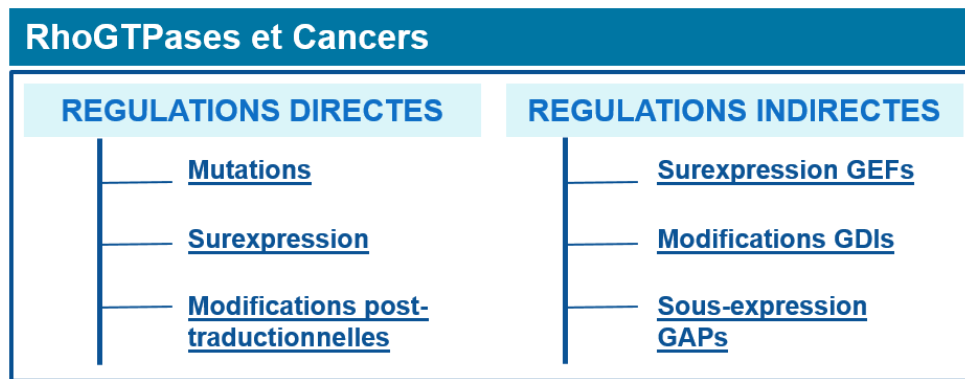 RhoGTPases et Cancers
REGULATIONS DIRECTES
Mutations
Surexpression
Modifications post-
traductionnelles
REGULATIONS INDIRECTES
Surexpression GEFs
Modifications GDIs
Sous-expression
GAPs